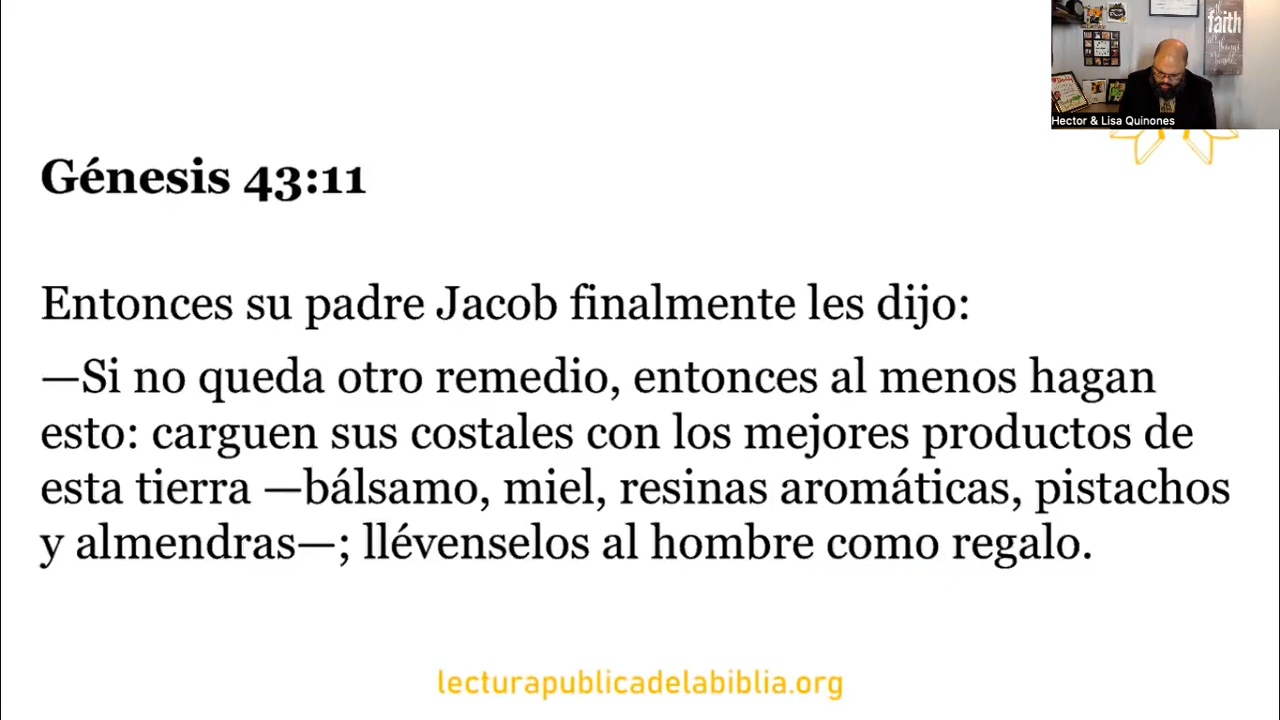 faith
Hector & Lisa Quinones
Génesis 43:11
Entonces su padre Jacob finalmente les dijo:
—Si no queda otro remedio, entonces al menos hagan
esto: carguen sus costales con los mejores productos de
esta tierra —bálsamo, miel, resinas aromáticas, pistachos
y almendras—; llévenselos al hombre como regalo.
lecturapublicadelabiblia.org